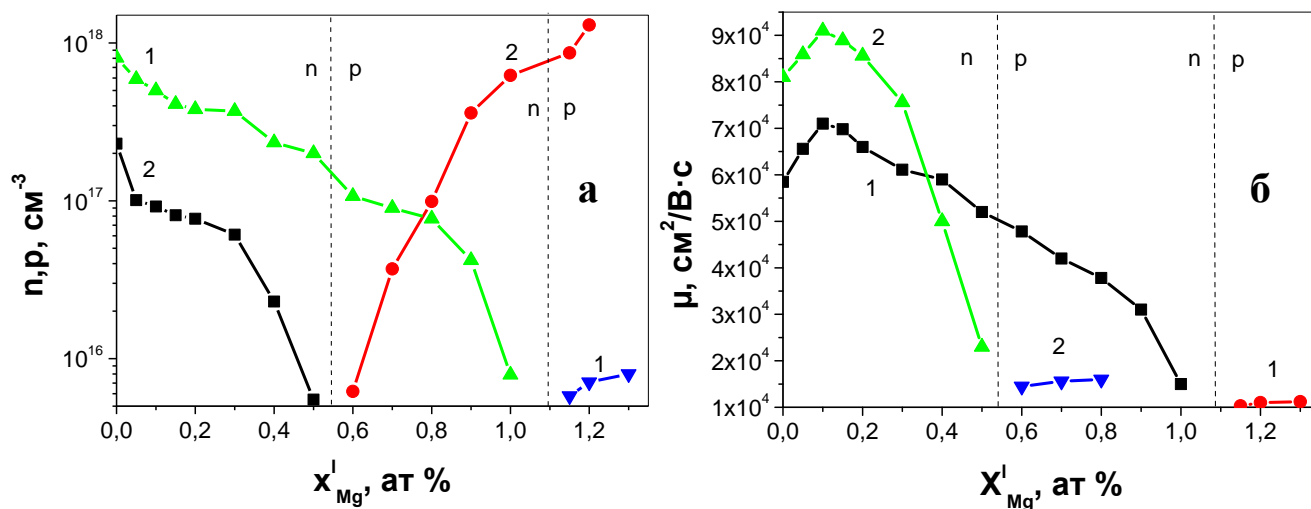 10¹⁸
10¹⁷
10¹⁶
n,p, см⁻³
1
2
2
1
n
p
n
p
а
0,0
0,2
0,4
0,6
0,8
1,0
1,2
xˡMg, ат %
9x10⁴
8x10⁴
7x10⁴
6x10⁴
5x10⁴
4x10⁴
3x10⁴
2x10⁴
1x10⁴
μ, см²/В·с
2
1
2
1
n
p
n
p
б
0,0
0,2
0,4
0,6
0,8
1,0
1,2
XˡMg, ат %